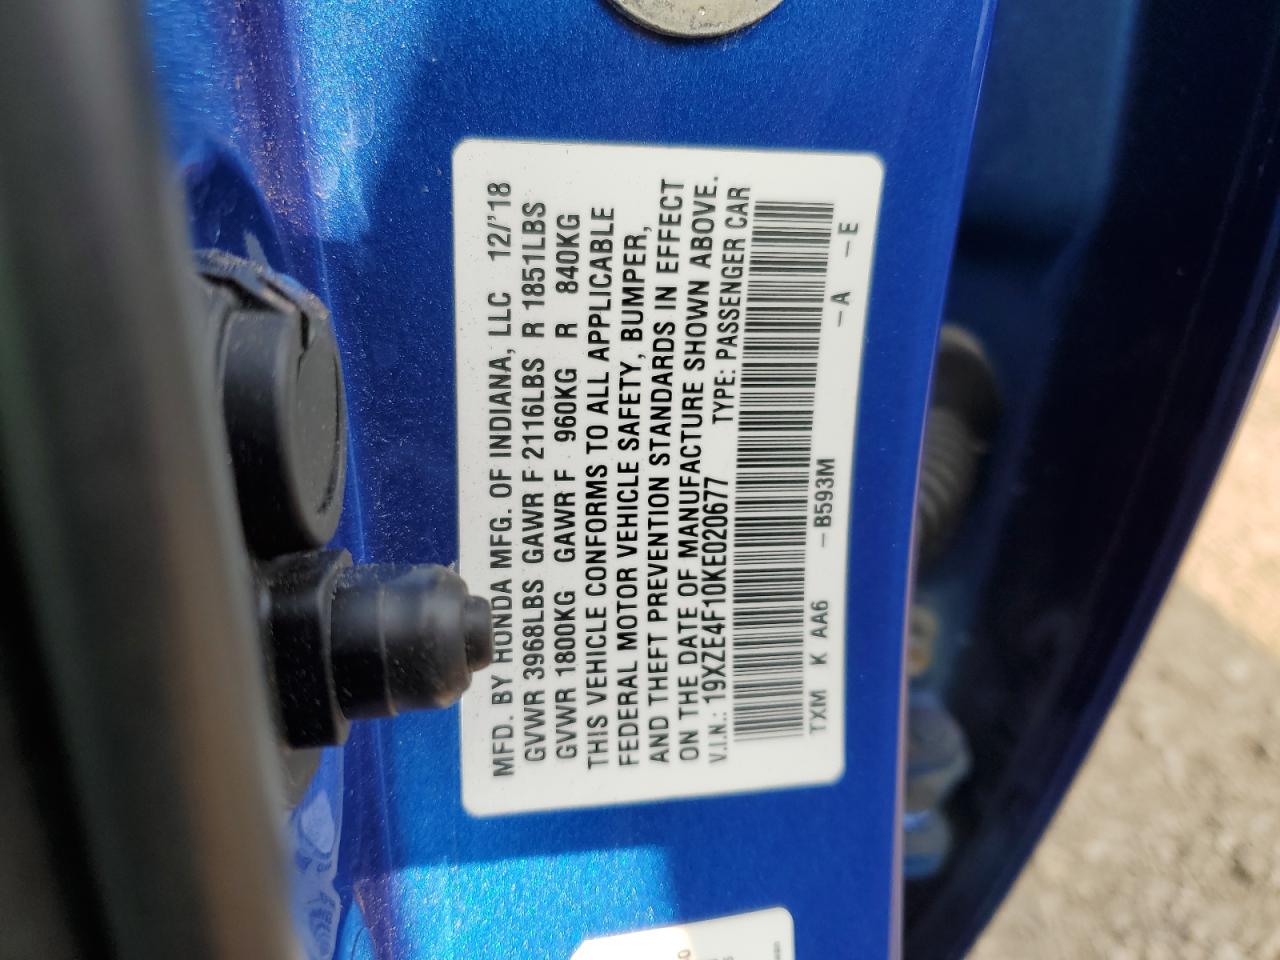 MFD. BY HONDA MFG. OF INDIANA, LLC 12/'18
GVWR 3968LBS GAWR F 2116LBS R 1851LBS
GVWR 1800KG GAWR F 960KG R 840KG
THIS VEHICLE CONFORMS TO ALL APPLICABLE
FEDERAL MOTOR VEHICLE SAFETY, BUMPER,
AND THEFT PREVENTION STANDARDS IN EFFECT
ON THE DATE OF MANUFACTURE SHOWN ABOVE.
V.I.N.: 19XZE4F10KE020677 TYPE: PASSENGER CAR
TXM K AA6 -B593M -A -E